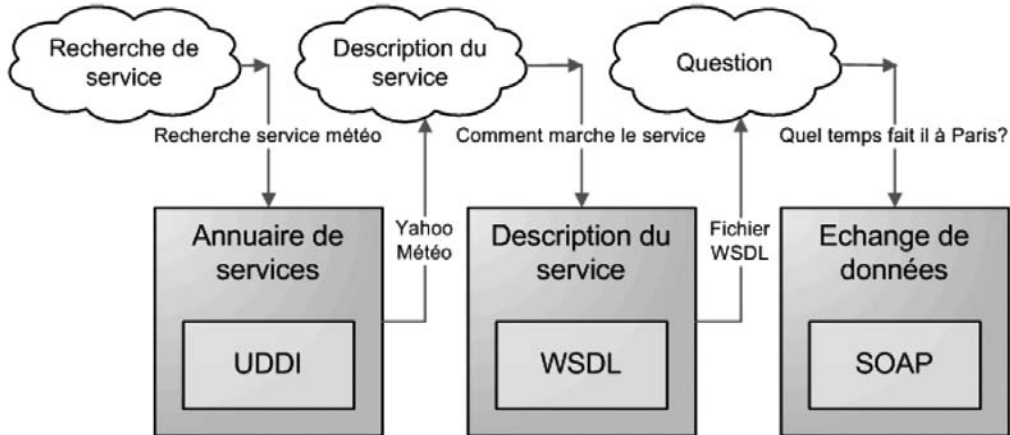 Recherche de
service
Description du
service
Question
Recherche service météo
Comment marche le service
Quel temps fait il à Paris?
Annuaire de
services
UDDI
Yahoo
Météo
Description du
service
WSDL
Fichier
WSDL
Echange de
données
SOAP